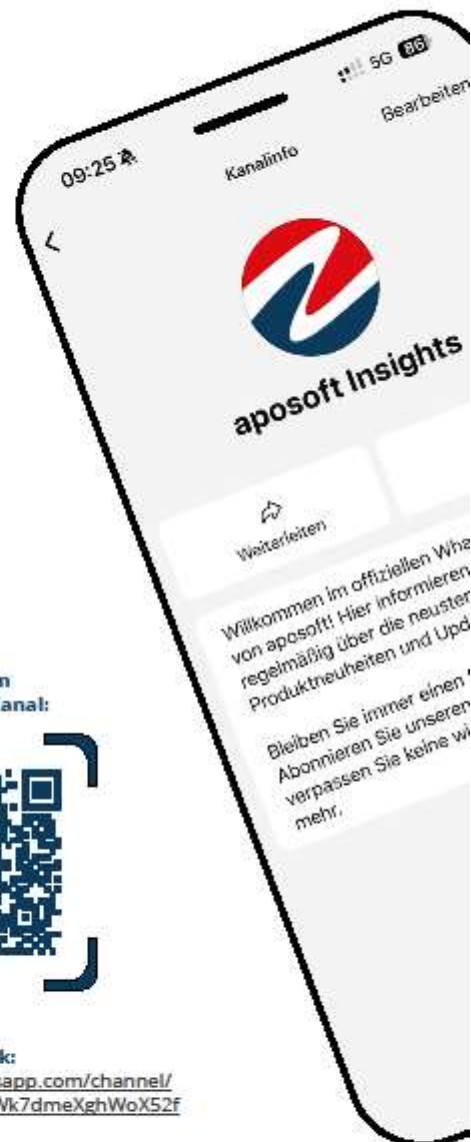 09:25
5G 86
Kanalinfo
Bearbeiten
aposoft Insights
Weiterleiten
Willkommen im offiziellen Wha
von aposoft! Hier informieren
regelmäßig über die neusten
Produktneuheiten und Upd
Bleiben Sie immer einen
Abonnieren Sie unseren
verpassen Sie keine wi
mehr.
n
anal:
k:
sapp.com/channel/
Wk7dmeXghWoX52f